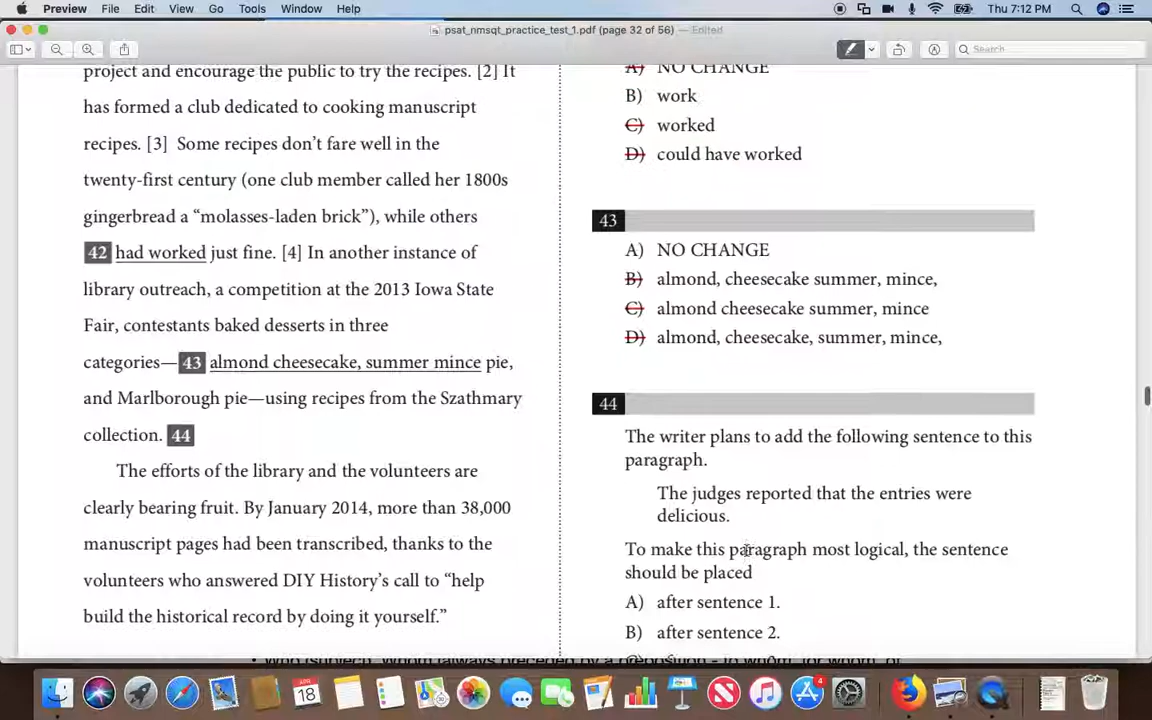 Preview File Edit View Go Tools Window Help Thu 7:12 PM
psat_nmsqt_practice_test_1.pdf (page 32 of 56) — Edited
Search
project and encourage the public to try the recipes. [2] It
has formed a club dedicated to cooking manuscript
recipes. [3] Some recipes don’t fare well in the
twenty-first century (one club member called her 1800s
gingerbread a “molasses-laden brick”), while others
42 had worked just fine. [4] In another instance of
library outreach, a competition at the 2013 Iowa State
Fair, contestants baked desserts in three
categories—43 almond cheesecake, summer mince pie,
and Marlborough pie—using recipes from the Szathmary
collection. 44
The efforts of the library and the volunteers are
clearly bearing fruit. By January 2014, more than 38,000
manuscript pages had been transcribed, thanks to the
volunteers who answered DIY History’s call to “help
build the historical record by doing it yourself.”
A) NO CHANGE
B) work
C) worked
D) could have worked
43
A) NO CHANGE
B) almond, cheesecake summer, mince,
C) almond cheesecake summer, mince
D) almond, cheesecake, summer, mince,
44
The writer plans to add the following sentence to this
paragraph.
The judges reported that the entries were
delicious.
To make this paragraph most logical, the sentence
should be placed
A) after sentence 1.
B) after sentence 2.
APR
18
4